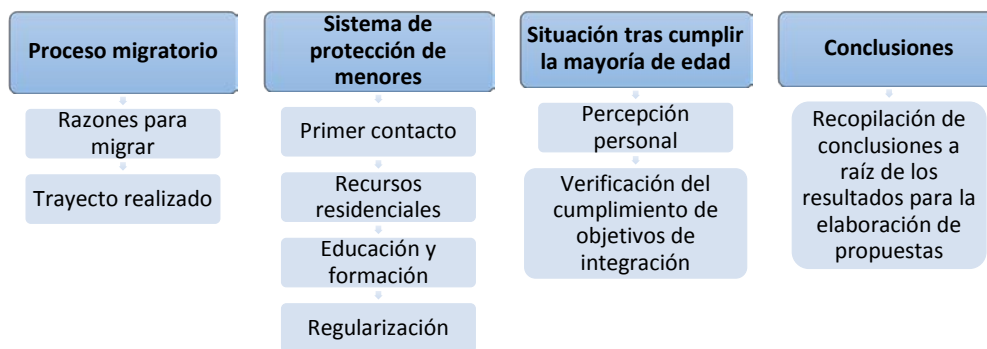 Proceso migratorio
Razones para
migrar
Trayecto realizado
Sistema de
protección de
menores
Primer contacto
Recursos
residenciales
Educación y
formación
Regularización
Situación tras cumplir
la mayoría de edad
Percepción
personal
Verificación del
cumplimiento de
objetivos de
integración
Conclusiones
Recopilación de
conclusiones a
raíz de los
resultados para la
elaboración de
propuestas